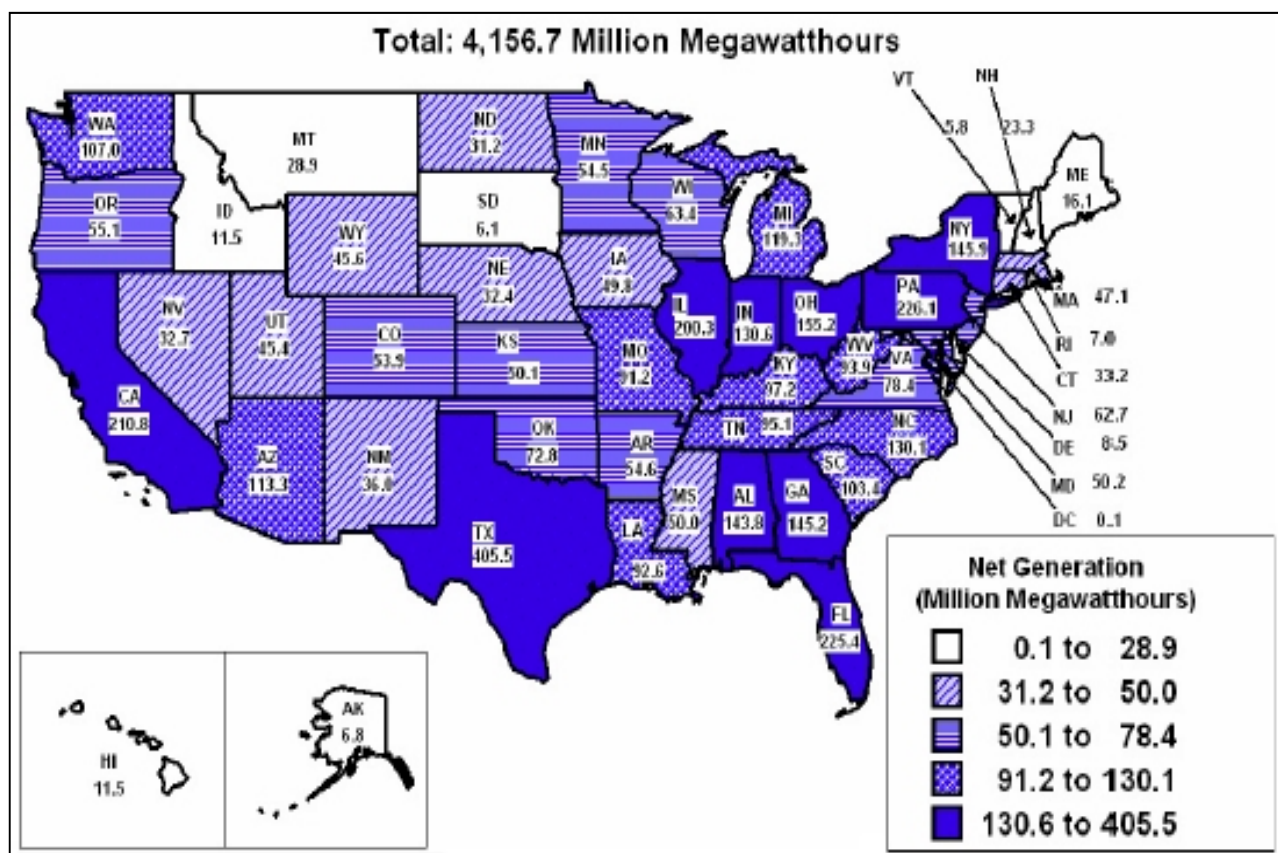 Total: 4,156.7 Million Megawatthours
VT
NH
5.8
23.3
WA
107.0
MT
28.9
ND
31.2
MN
54.5
ME
16.1
OR
55.1
ID
11.5
SD
6.1
WI
63.4
MI
NY
145.9
WY
45.6
IA
49.8
NE
32.4
PA
226.1
MA 47.1
NV
32.7
UT
45.4
CO
53.9
KS
50.1
IL
200.3
IN
130.6
OH
155.2
MO
91.2
WV
93.9
VA
78.4
KY
97.2
RI 7.0
CT 33.2
NJ 62.7
DE 8.5
MD 50.2
DC 0.1
CA
210.8
AZ
113.3
NM
36.0
OK
72.8
AR
54.6
TN 95.1
NC
130.1
SC
103.4
MS
50.0
AL
143.8
GA
145.2
TX
405.5
LA
92.6
FL
225.4
HI
11.5
AK
6.8
Net Generation
(Million Megawatthours)
0.1 to 28.9
31.2 to 50.0
50.1 to 78.4
91.2 to 130.1
130.6 to 405.5